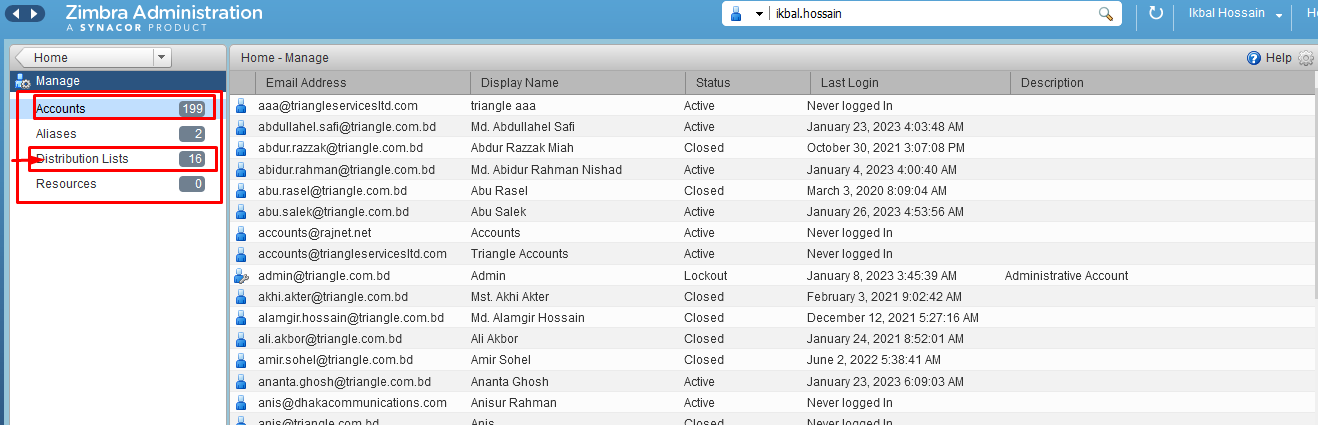 Zimbra Administration
A SYNACOR PRODUCT
ikbal.hossain
Ikbal Hossain
Home
Home - Manage
Help
Manage
Email Address Display Name Status Last Login Description
Accounts 199
Aliases 2
Distribution Lists 16
Resources 0
aaa@triangleservicesltd.com triangle aaa Active Never logged In
abdullahel.safi@triangle.com.bd Md. Abdullahel Safi Active January 23, 2023 4:03:48 AM
abdur.razzak@triangle.com.bd Abdur Razzak Miah Closed October 30, 2021 3:07:08 PM
abidur.rahman@triangle.com.bd Md. Abidur Rahman Nishad Active January 4, 2023 4:00:40 AM
abu.rasel@triangle.com.bd Abu Rasel Closed March 3, 2020 8:09:04 AM
abu.salek@triangle.com.bd Abu Salek Active January 26, 2023 4:53:56 AM
accounts@rajnet.net Accounts Active Never logged In
accounts@triangleservicesltd.com Triangle Accounts Active Never logged In
admin@triangle.com.bd Admin Lockout January 8, 2023 3:45:39 AM Administrative Account
akhi.akter@triangle.com.bd Mst. Akhi Akter Closed February 3, 2021 9:02:42 AM
alamgir.hossain@triangle.com.bd Md. Alamgir Hossain Closed December 12, 2021 5:27:16 AM
ali.akbor@triangle.com.bd Ali Akbor Closed January 24, 2021 8:52:01 AM
amir.sohel@triangle.com.bd Amir Sohel Closed June 2, 2022 5:38:41 AM
ananta.ghosh@triangle.com.bd Ananta Ghosh Active January 23, 2023 6:09:03 AM
anis@dhakacommunications.com Anisur Rahman Active Never logged In
anis@triangle.com.bd Anis Closed Never logged In